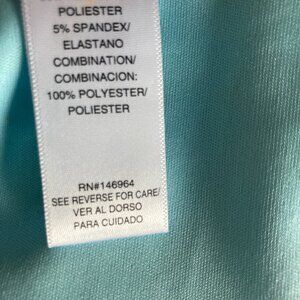 POLIESTER
5% SPANDEX/
ELASTANO
COMBINATION/
COMBINACION:
100% POLYESTER/
POLIESTER
RN#146964
SEE REVERSE FOR CARE/
VER AL DORSO
PARA CUIDADO